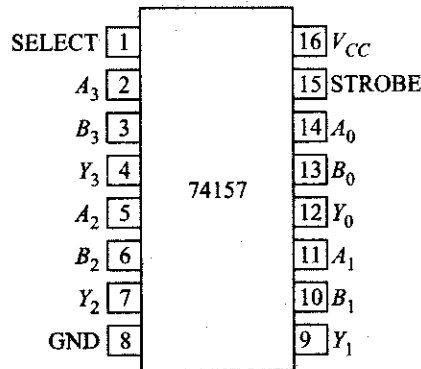 SELECT 1
A₃ 2
B₃ 3
Y₃ 4
A₂ 5
B₂ 6
Y₂ 7
GND 8
74157
16 V_CC
15 STROBE
14 A₀
13 B₀
12 Y₀
11 A₁
10 B₁
9 Y₁